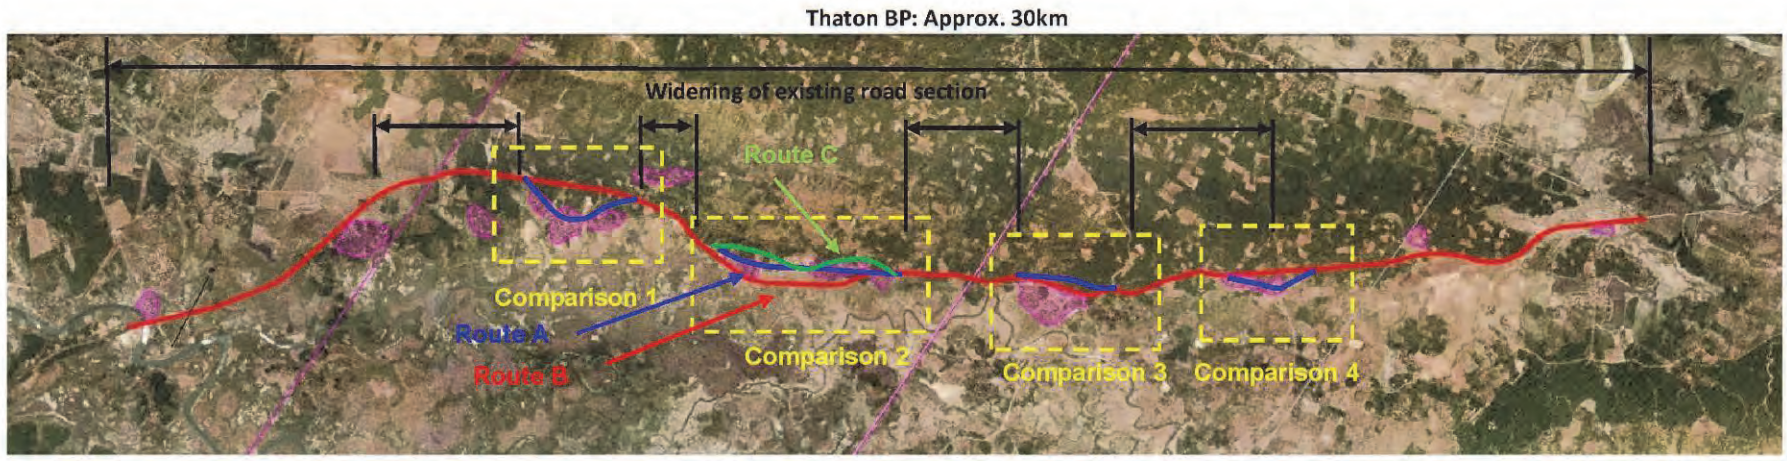 Thaton BP: Approx. 30km
Widening of existing road section
Route C
Comparison 1
Route A
Route B
Comparison 2
Comparison 3
Comparison 4